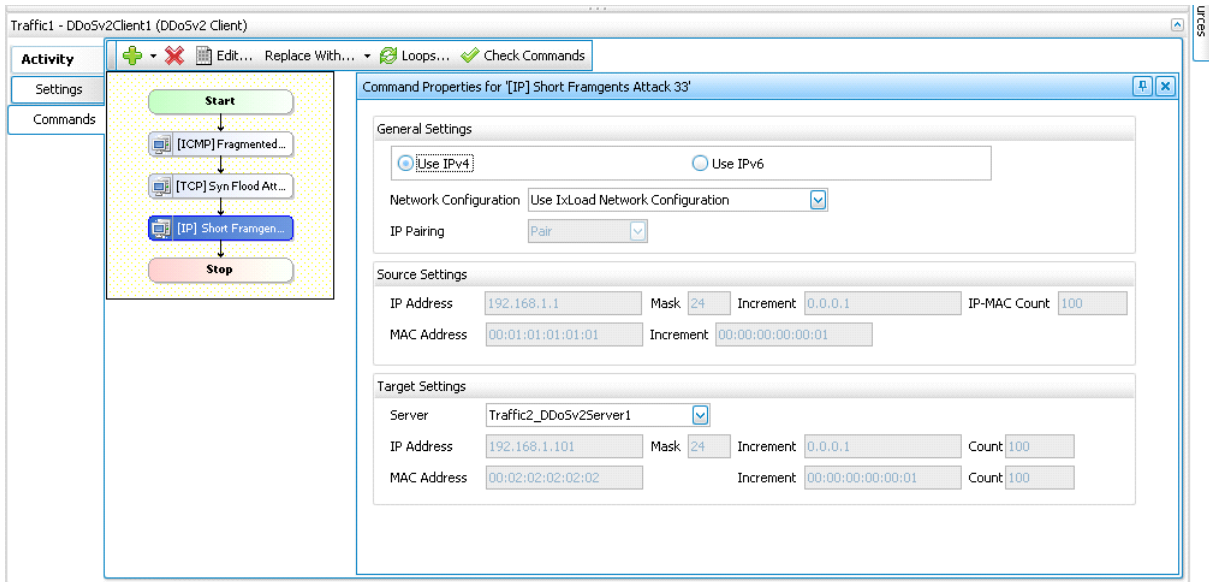 Traffic1 - DDoSv2Client1 (DDoSv2 Client)
urces
Activity
Settings
Commands
Edit... Replace With... Loops... Check Commands
Start
[ICMP] Fragmented...
[TCP] Syn Flood Att...
[IP] Short Framgen...
Stop
Command Properties for '[IP] Short Framgents Attack 33'
General Settings
Use IPv4 Use IPv6
Network Configuration Use IxLoad Network Configuration
IP Pairing Pair
Source Settings
IP Address 192.168.1.1 Mask 24 Increment 0.0.0.1 IP-MAC Count 100
MAC Address 00:01:01:01:01:01 Increment 00:00:00:00:00:01
Target Settings
Server Traffic2_DDoSv2Server1
IP Address 192.168.1.101 Mask 24 Increment 0.0.0.1 Count 100
MAC Address 00:02:02:02:02:02 Increment 00:00:00:00:00:01 Count 100